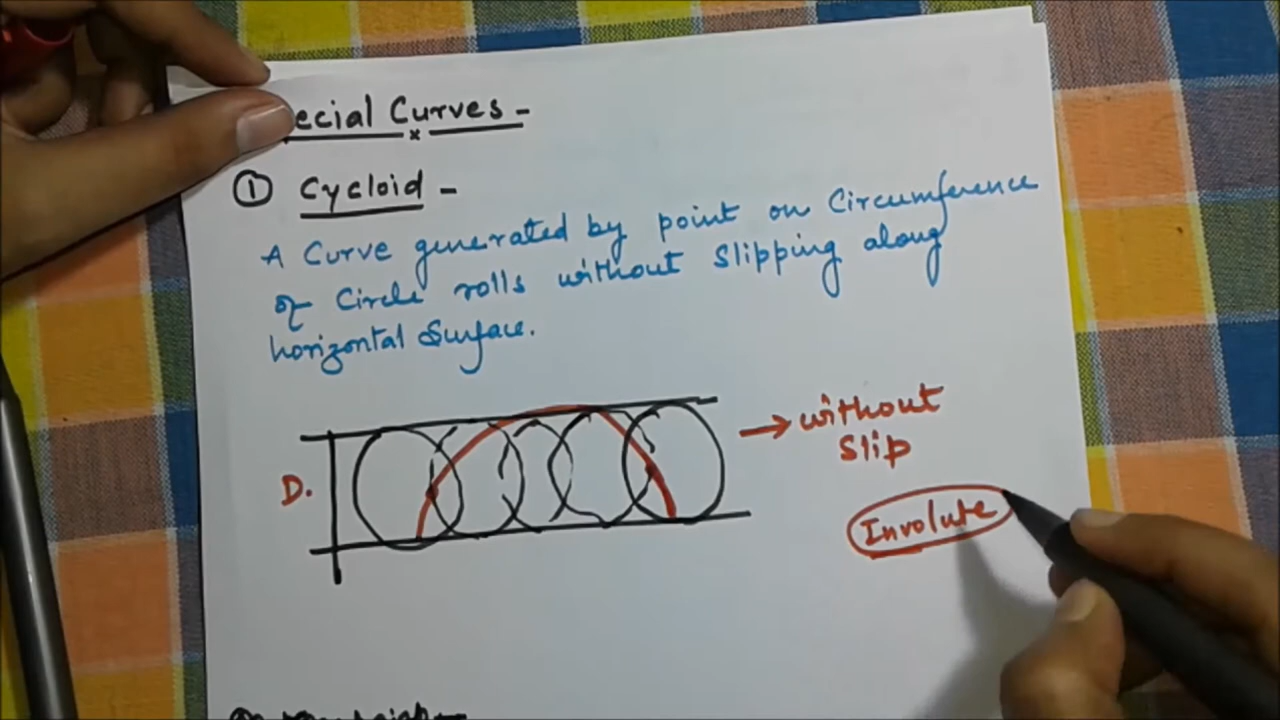 ecial Curves -
① Cycloid -
A Curve generated by point on Circumference
of Circle rolls without Slipping along
horizontal Surface.
D.
→ without
Slip
Involute